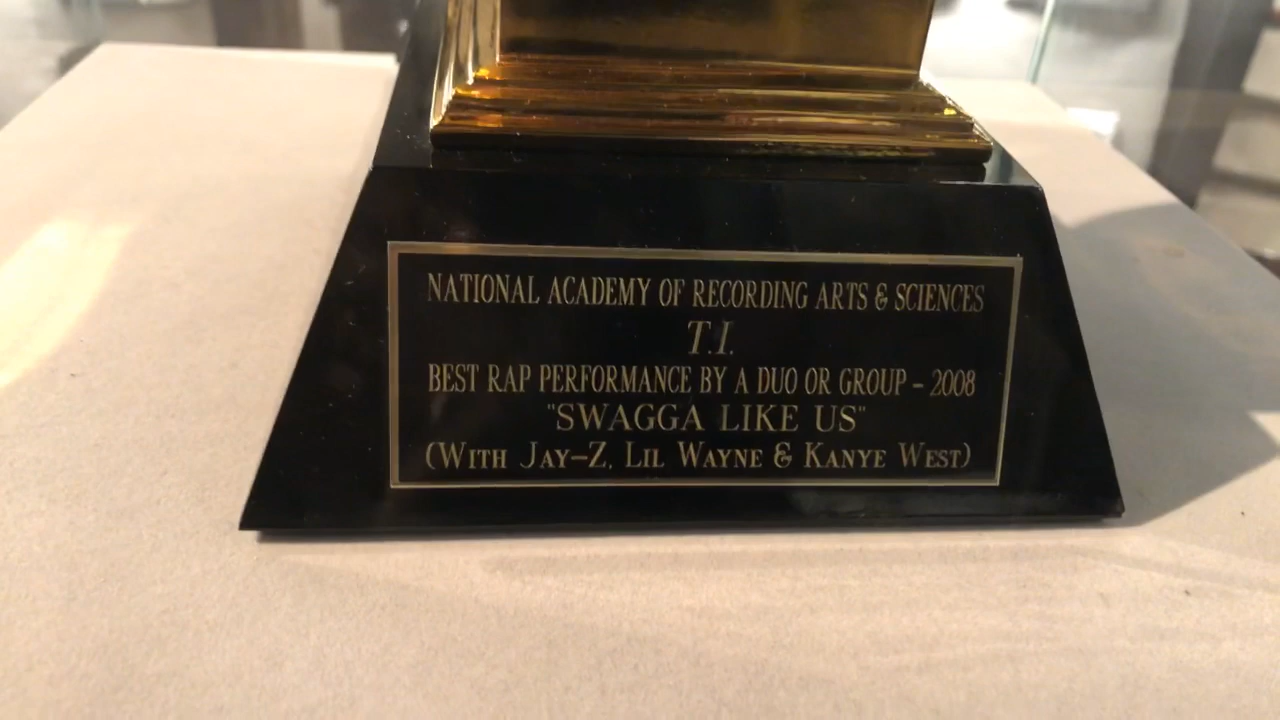 NATIONAL ACADEMY OF RECORDING ARTS & SCIENCES
T.I.
BEST RAP PERFORMANCE BY A DUO OR GROUP – 2008
"SWAGGA LIKE US"
(WITH JAY–Z, LIL WAYNE & KANYE WEST)